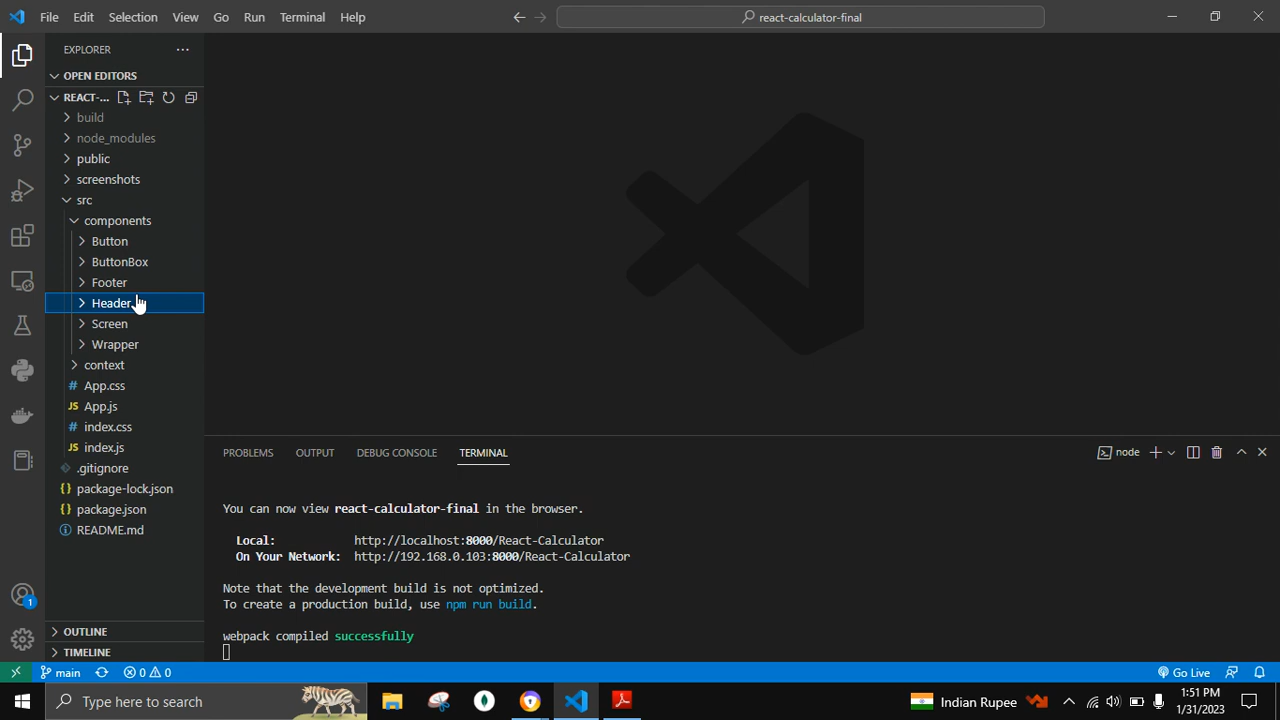 File Edit Selection View Go Run Terminal Help
react-calculator-final
EXPLORER
OPEN EDITORS
REACT-...
build
node_modules
public
screenshots
src
components
Button
ButtonBox
Footer
Header
Screen
Wrapper
context
# App.css
JS App.js
# index.css
JS index.js
.gitignore
{} package-lock.json
{} package.json
README.md
OUTLINE
TIMELINE
PROBLEMS OUTPUT DEBUG CONSOLE TERMINAL
node
You can now view react-calculator-final in the browser.
Local: http://localhost:8000/React-Calculator
On Your Network: http://192.168.0.103:8000/React-Calculator
Note that the development build is not optimized.
To create a production build, use npm run build.
webpack compiled successfully
1
main 0 0 Go Live
Type here to search
Indian Rupee
1:51 PM
1/31/2023